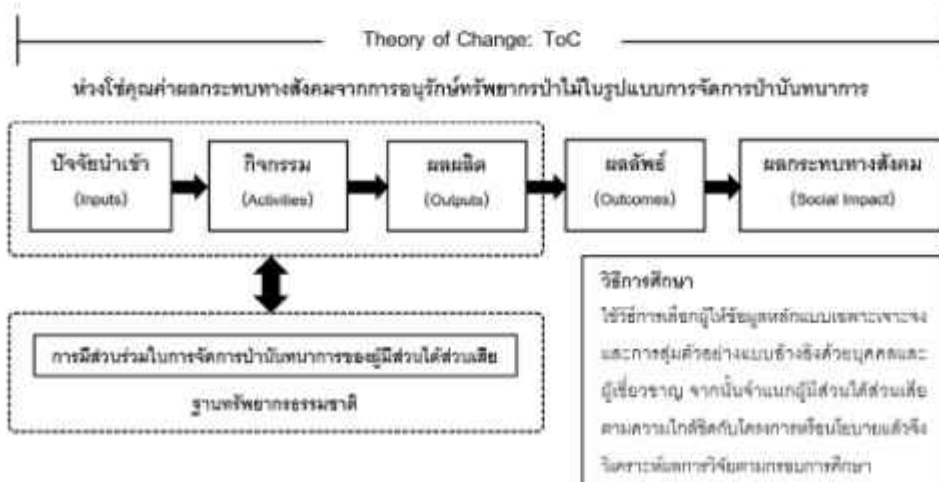 Theory of Change: ToC
ห่วงโซ่คุณค่าผลกระทบทางสังคมจากการอนุรักษ์ทรัพยากรป่าไม้ในรูปแบบการจัดการป่านันทนาการ
ปัจจัยนำเข้า
(Inputs)
กิจกรรม
(Activities)
ผลผลิต
(Outputs)
ผลลัพธ์
(Outcomes)
ผลกระทบทางสังคม
(Social Impact)
การมีส่วนร่วมในการจัดการป่านันทนาการของผู้มีส่วนได้ส่วนเสีย
ฐานทรัพยากรธรรมชาติ
วิธีการศึกษา
ใช้วิธีการเลือกผู้ให้ข้อมูลหลักแบบเฉพาะเจาะจง
และการสุ่มตัวอย่างแบบอ้างอิงด้วยบุคคลและ
ผู้เชี่ยวชาญ จากนั้นจำแนกผู้มีส่วนได้ส่วนเสีย
ตามความใกล้ชิดกับโครงการหรือนโยบายแล้วจึง
วิเคราะห์ผลการวิจัยตามกรอบการศึกษา